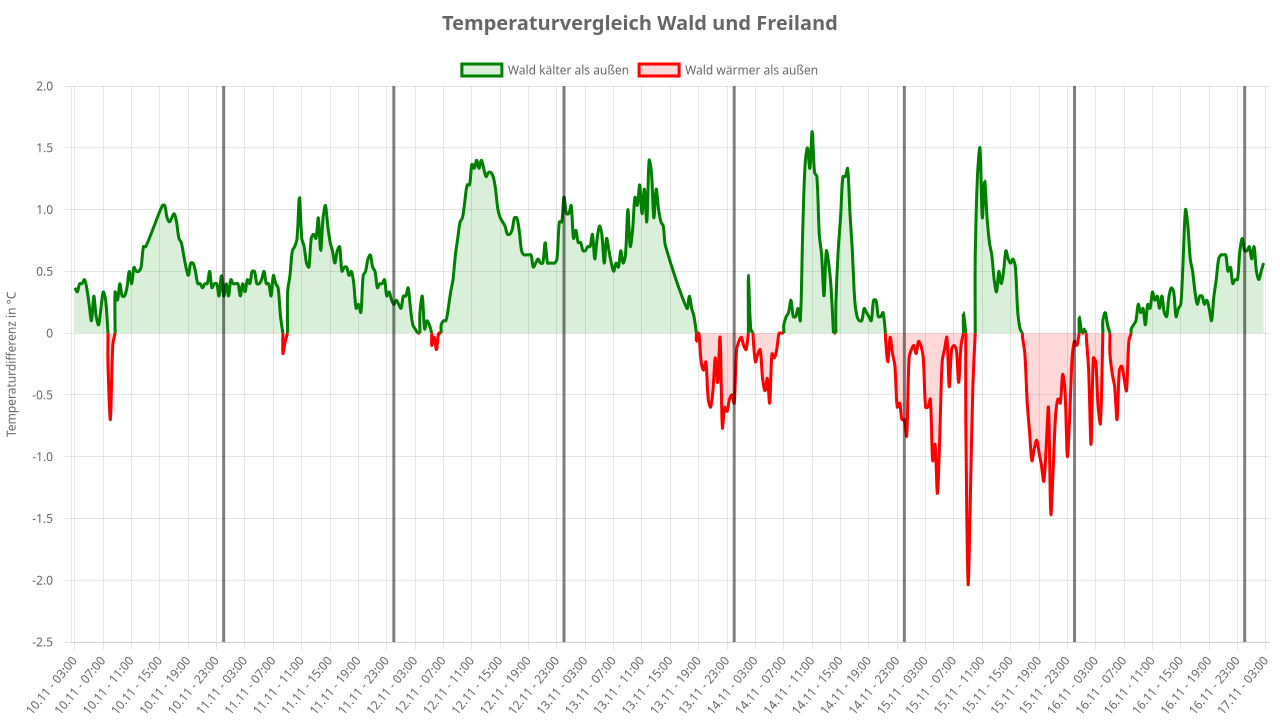 Temperaturvergleich Wald und Freiland
Wald kälter als außen
Wald wärmer als außen
Temperaturdifferenz in °C
2.0
1.5
1.0
0.5
0
-0.5
-1.0
-1.5
-2.0
-2.5
10.11 - 03:00
10.11 - 07:00
10.11 - 11:00
10.11 - 15:00
10.11 - 19:00
10.11 - 23:00
11.11 - 03:00
11.11 - 07:00
11.11 - 11:00
11.11 - 15:00
11.11 - 19:00
11.11 - 23:00
12.11 - 03:00
12.11 - 07:00
12.11 - 11:00
12.11 - 15:00
12.11 - 19:00
12.11 - 23:00
13.11 - 03:00
13.11 - 07:00
13.11 - 11:00
13.11 - 15:00
13.11 - 19:00
13.11 - 23:00
14.11 - 03:00
14.11 - 07:00
14.11 - 11:00
14.11 - 15:00
14.11 - 19:00
14.11 - 23:00
15.11 - 03:00
15.11 - 07:00
15.11 - 11:00
15.11 - 15:00
15.11 - 19:00
15.11 - 23:00
16.11 - 03:00
16.11 - 07:00
16.11 - 11:00
16.11 - 15:00
16.11 - 19:00
16.11 - 23:00
17.11 - 03:00